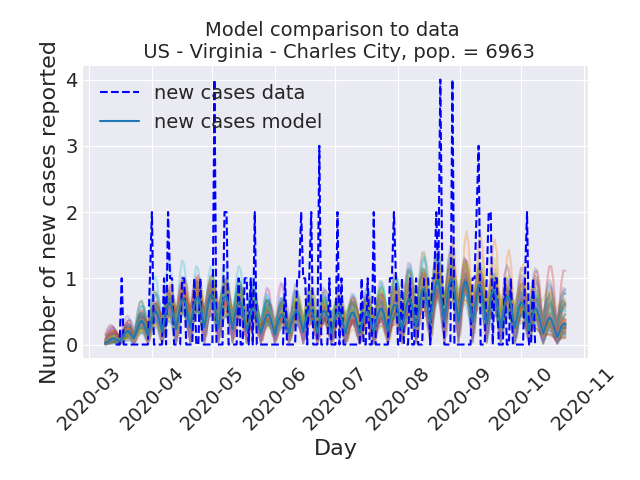 Model comparison to data
US - Virginia - Charles City, pop. = 6963
Number of new cases reported
4
3
2
1
0
new cases data
new cases model
2020-03
2020-04
2020-05
2020-06
2020-07
2020-08
2020-09
2020-10
2020-11
Day